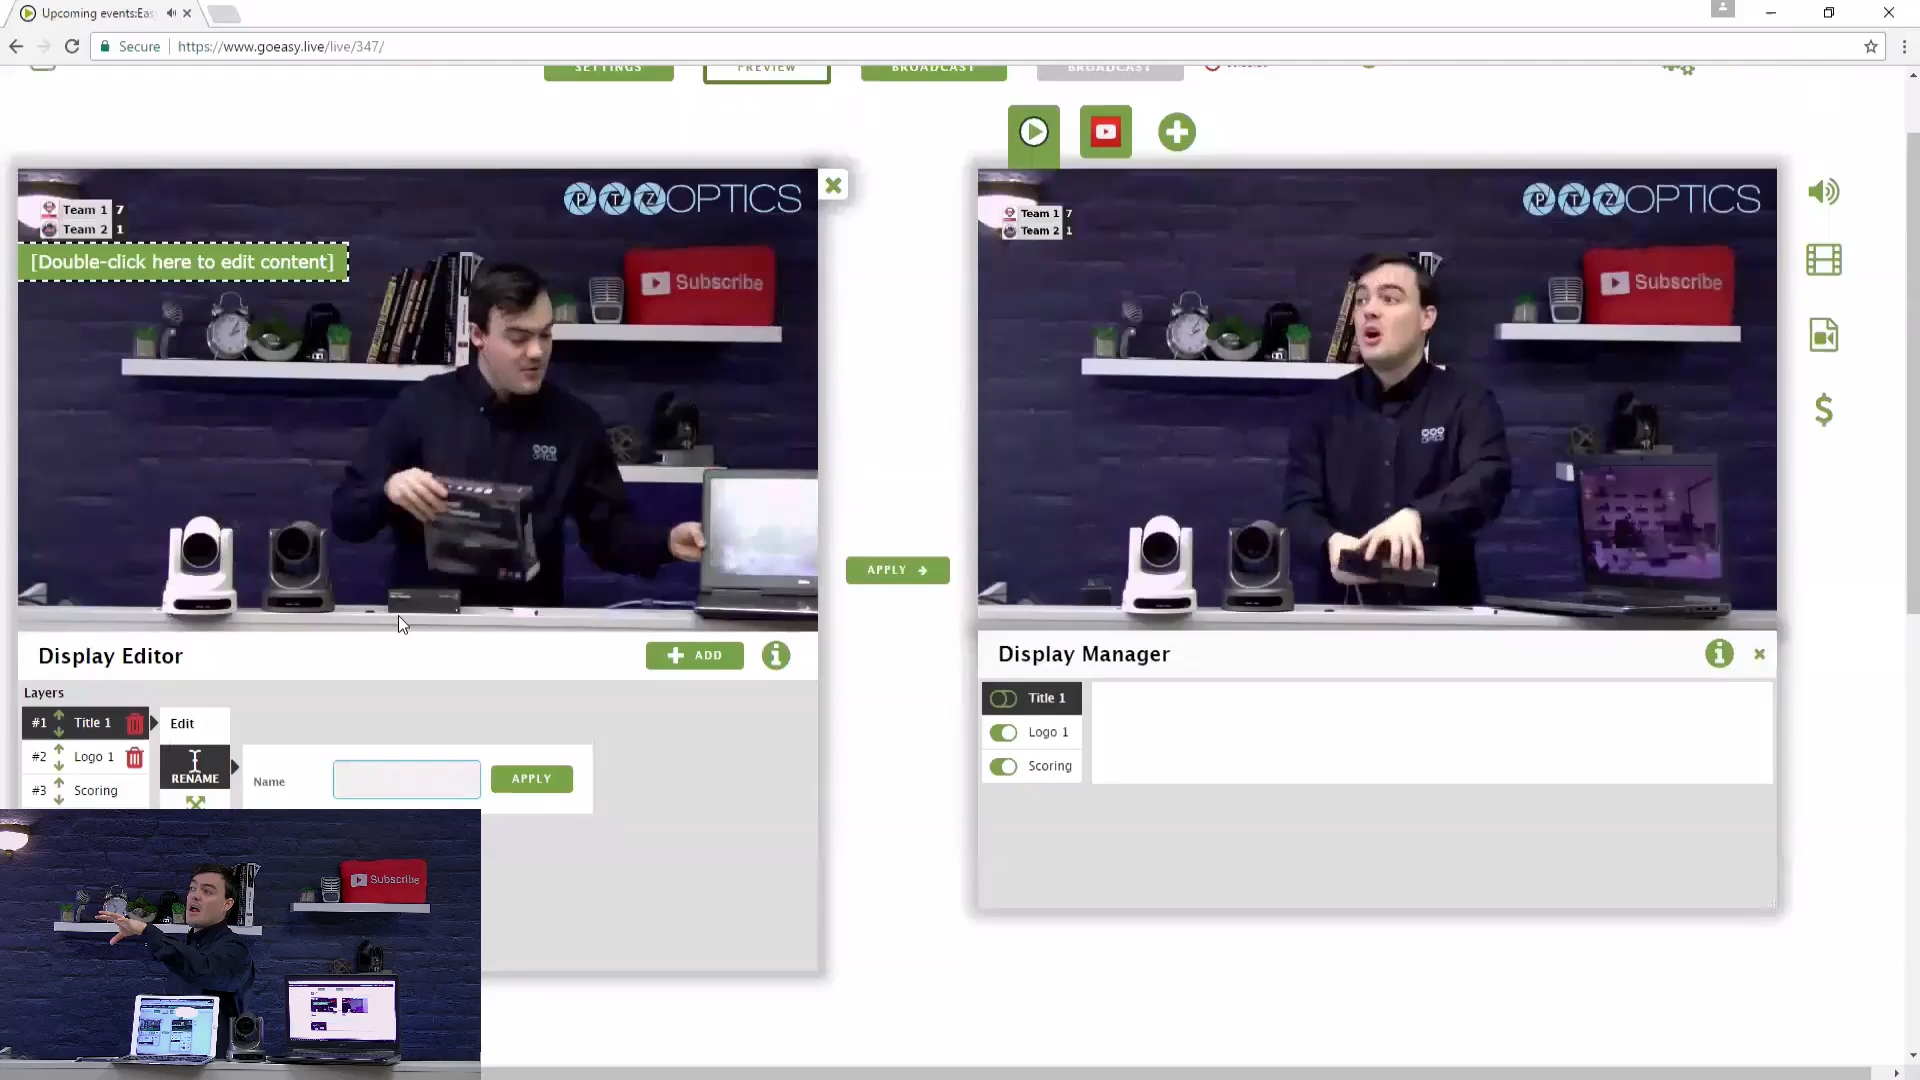 Upcoming events:Eas
Secure
https://www.goeasy.live/live/347/
SETTINGS
PREVIEW
BROADCAST
BROADCAST
Team 1 7
Team 2 1
[Double-click here to edit content]
PTZOPTICS
Subscribe
OPTICS
Team 1 7
Team 2 1
PTZOPTICS
Subscribe
OPTICS
APPLY
Display Editor
ADD
Layers
#1 Title 1
#2 Logo 1
#3 Scoring
Edit
RENAME
Name
APPLY
Display Manager
Title 1
Logo 1
Scoring
Subscribe